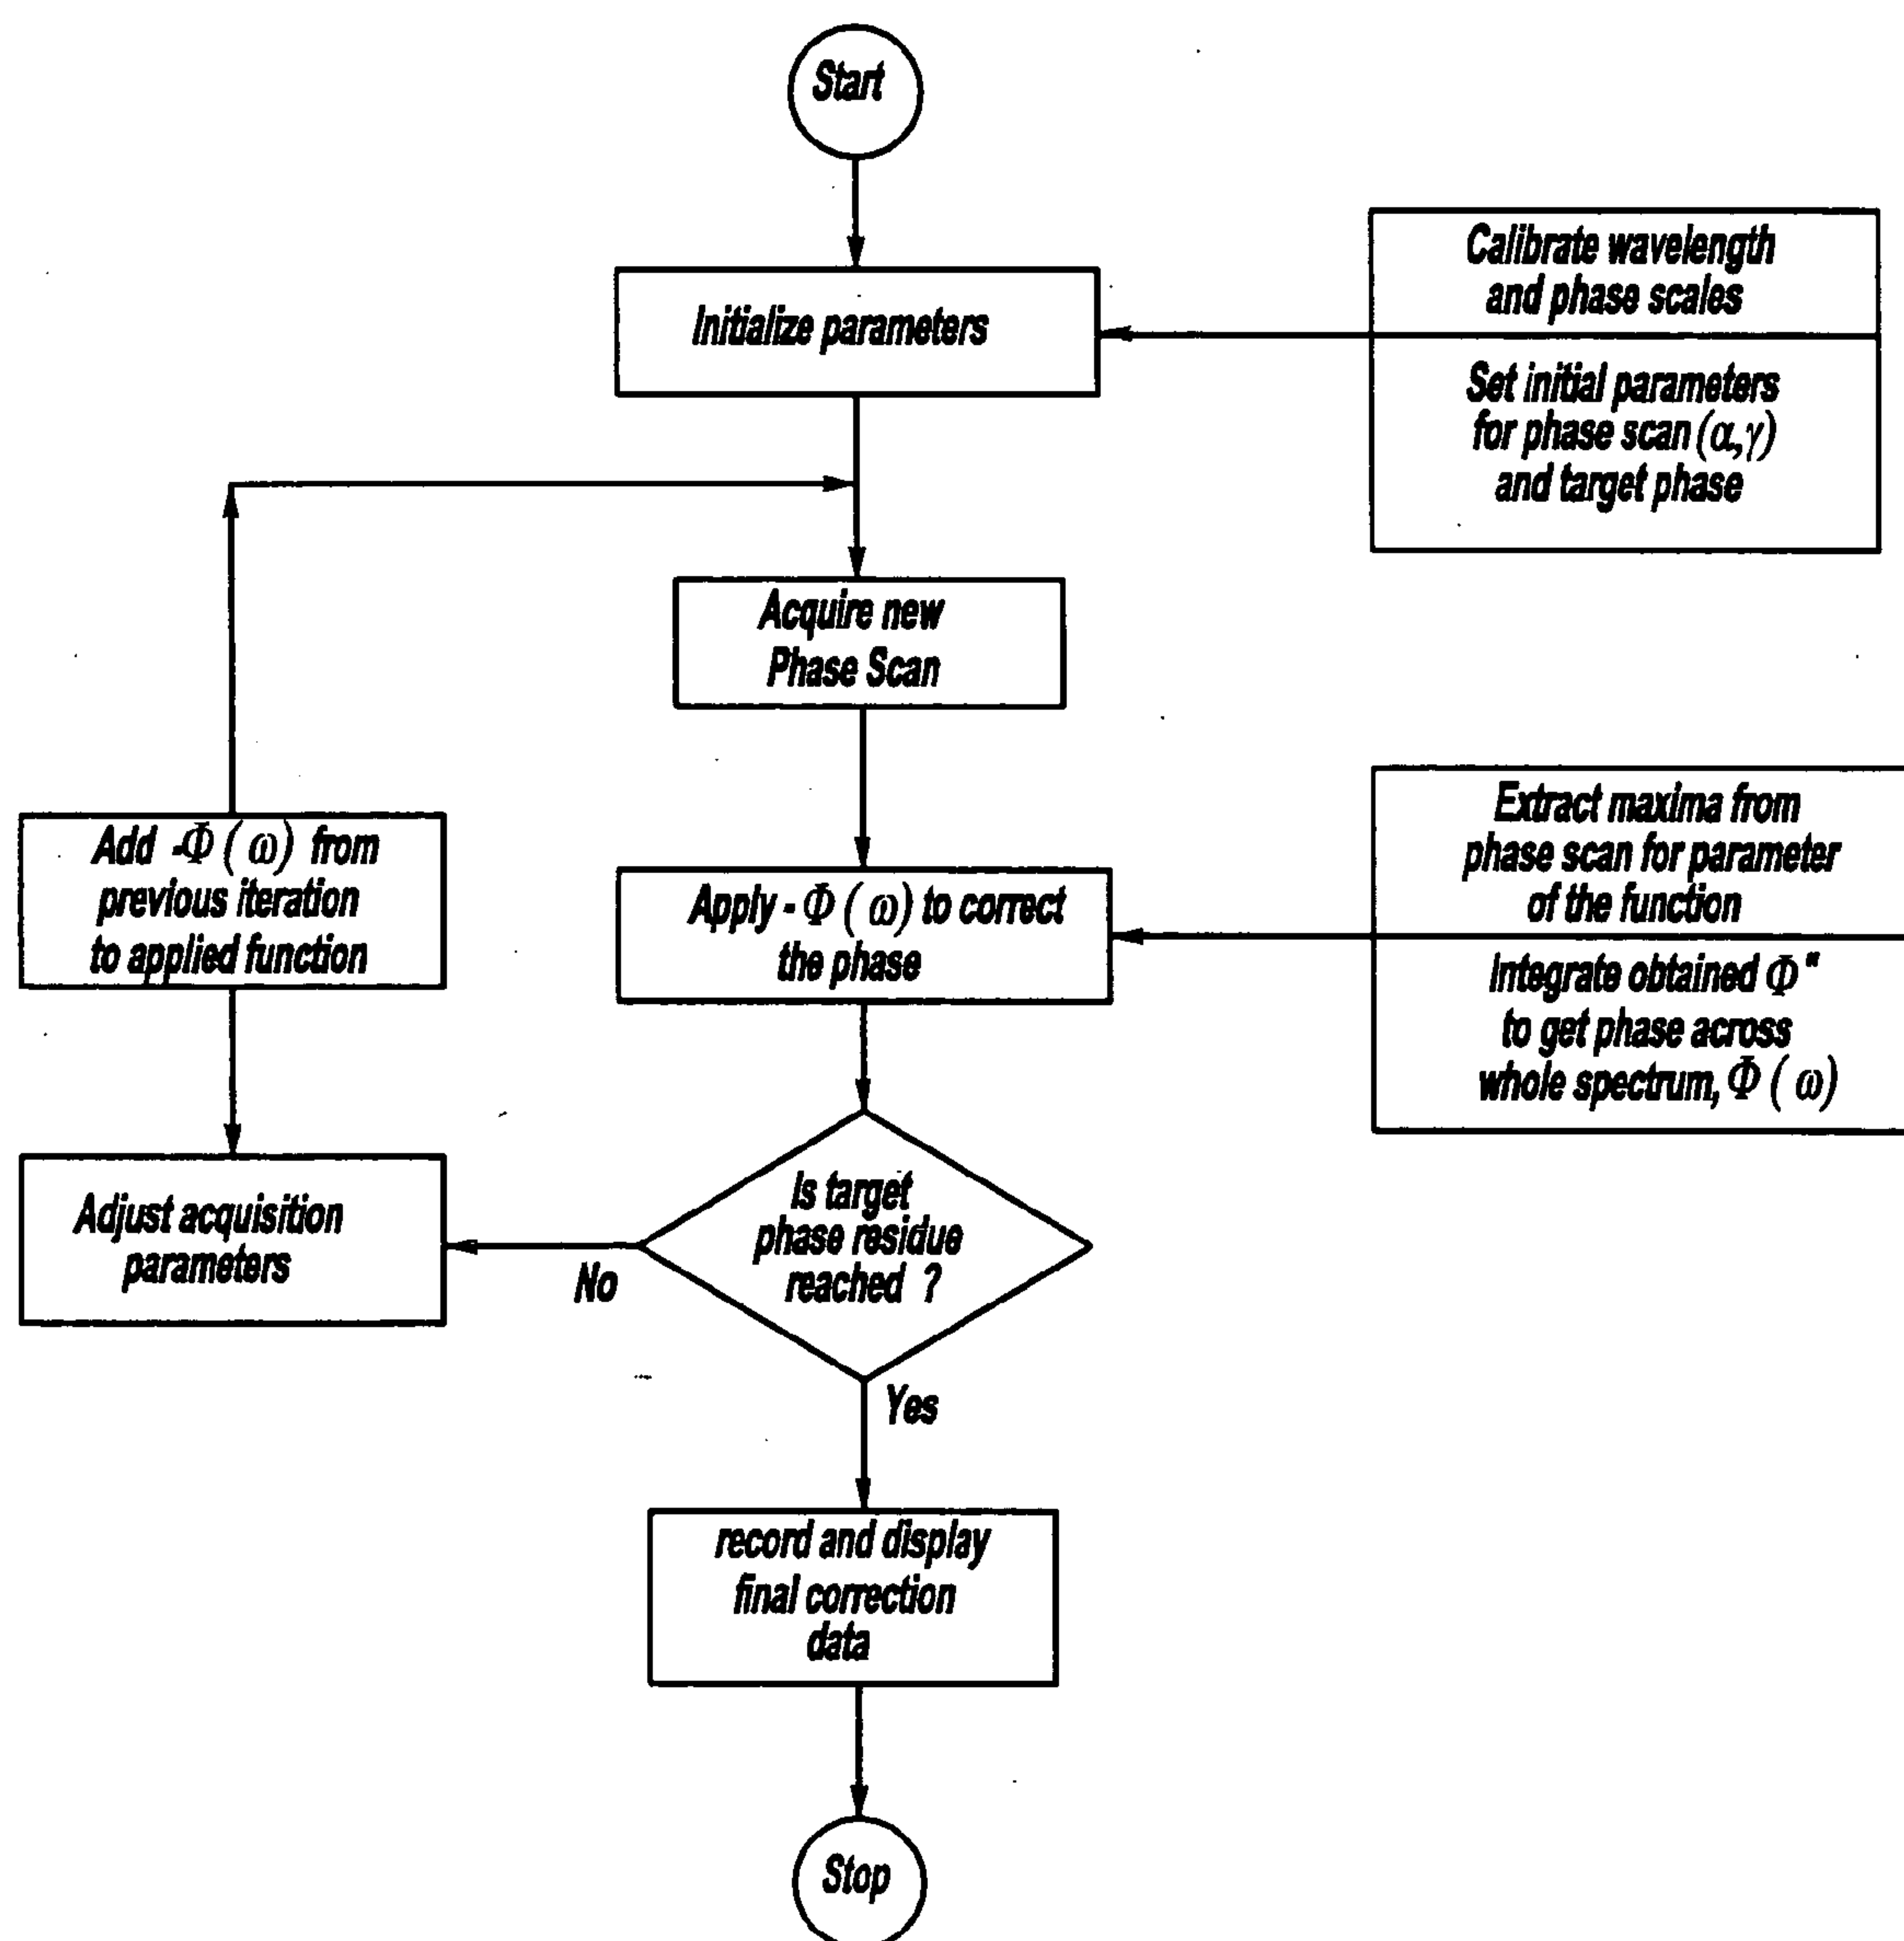 Start
Initialize parameters
Calibrate wavelength
and phase scales
Set initial parameters
for phase scan (α,γ)
and target phase
Acquire new
Phase Scan
Add -Φ(ω) from
previous iteration
to applied function
Apply - Φ(ω) to correct
the phase
Extract maxima from
phase scan for parameter
of the function
Integrate obtained Φ"
to get phase across
whole spectrum, Φ(ω)
Adjust acquisition
parameters
Is target
phase residue
reached ?
No
Yes
record and display
final correction
data
Stop